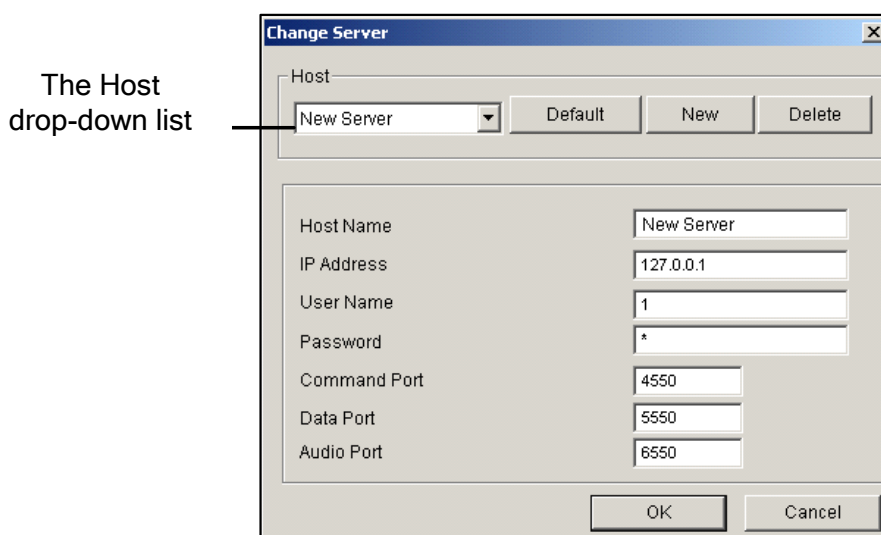 Change Server
The Host
drop-down list
Host
New Server Default New Delete
Host Name New Server
IP Address 127.0.0.1
User Name 1
Password *
Command Port 4550
Data Port 5550
Audio Port 6550
OK Cancel